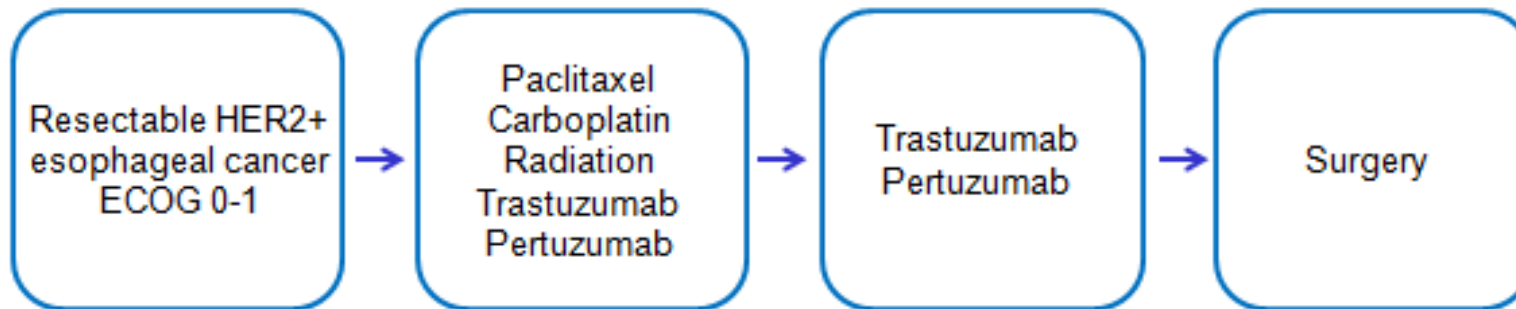 Resectable HER2+
esophageal cancer
ECOG 0-1
Paclitaxel
Carboplatin
Radiation
Trastuzumab
Pertuzumab
Trastuzumab
Pertuzumab
Surgery